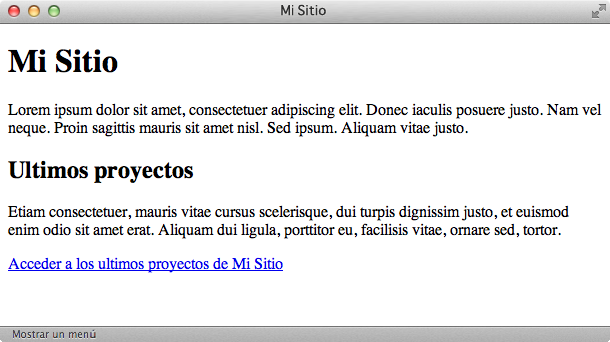 Mi Sitio
Mi Sitio
Lorem ipsum dolor sit amet, consectetuer adipiscing elit. Donec iaculis posuere justo. Nam vel
neque. Proin sagittis mauris sit amet nisl. Sed ipsum. Aliquam vitae justo.
Ultimos proyectos
Etiam consectetuer, mauris vitae cursus scelerisque, dui turpis dignissim justo, et euismod
enim odio sit amet erat. Aliquam dui ligula, porttitor eu, facilisis vitae, ornare sed, tortor.
Acceder a los ultimos proyectos de Mi Sitio
Mostrar un menú